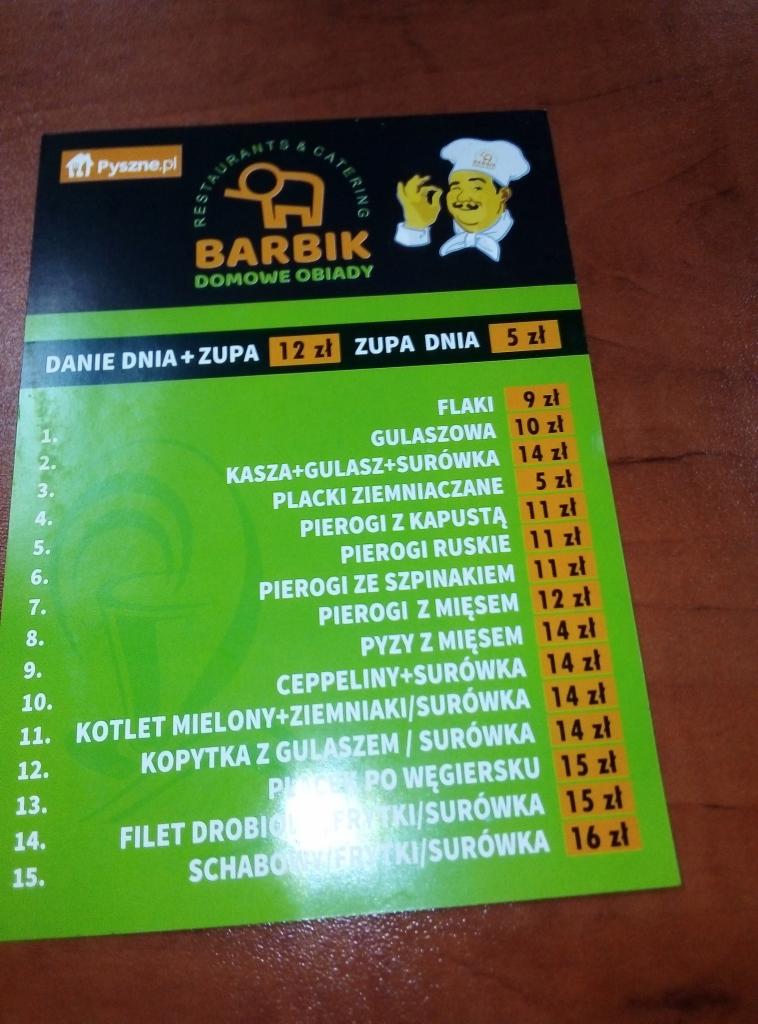 Pyszne.pl
RESTAURANTS & CATERING
BARBIK
BARBIK
DOMOWE OBIADY
DANIE DNIA + ZUPA 12 zł ZUPA DNIA 5 zł
1. FLAKI 9 zł
2. GULASZOWA 10 zł
3. KASZA+GULASZ+SURÓWKA 14 zł
4. PLACKI ZIEMNIACZANE 5 zł
5. PIEROGI Z KAPUSTĄ 11 zł
6. PIEROGI RUSKIE 11 zł
7. PIEROGI ZE SZPINAKIEM 11 zł
8. PIEROGI Z MIĘSEM 12 zł
9. PYZY Z MIĘSEM 14 zł
10. CEPPELINY+SURÓWKA 14 zł
11. KOTLET MIELONY+ZIEMNIAKI/SURÓWKA 14 zł
12. KOPYTKA Z GULASZEM / SURÓWKA 14 zł
13. PLACEK PO WĘGIERSKU 15 zł
14. FILET DROBIOWY/FRYTKI/SURÓWKA 15 zł
15. SCHABOWY/FRYTKI/SURÓWKA 16 zł